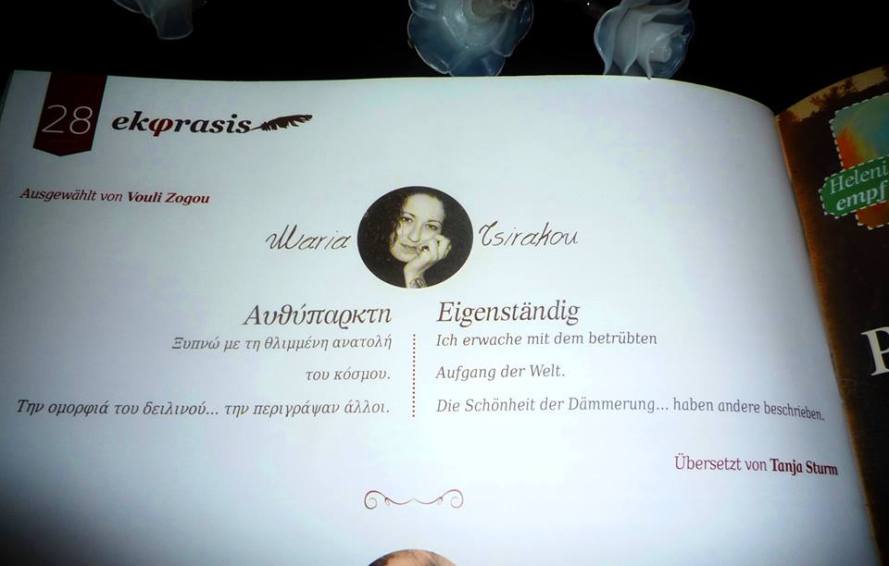 28 ekφrasis
Ausgewählt von Vouli Zogou
Maria Tsirakou
Αυθύπαρκτη
Ξυπνώ με τη θλιμμένη ανατολή
του κόσμου.
Την ομορφιά του δειλινού... την περιγράψαν άλλοι.
Eigenständig
Ich erwache mit dem betrübten
Aufgang der Welt.
Die Schönheit der Dämmerung... haben andere beschrieben.
Übersetzt von Tanja Sturm
Heleni
empf
P